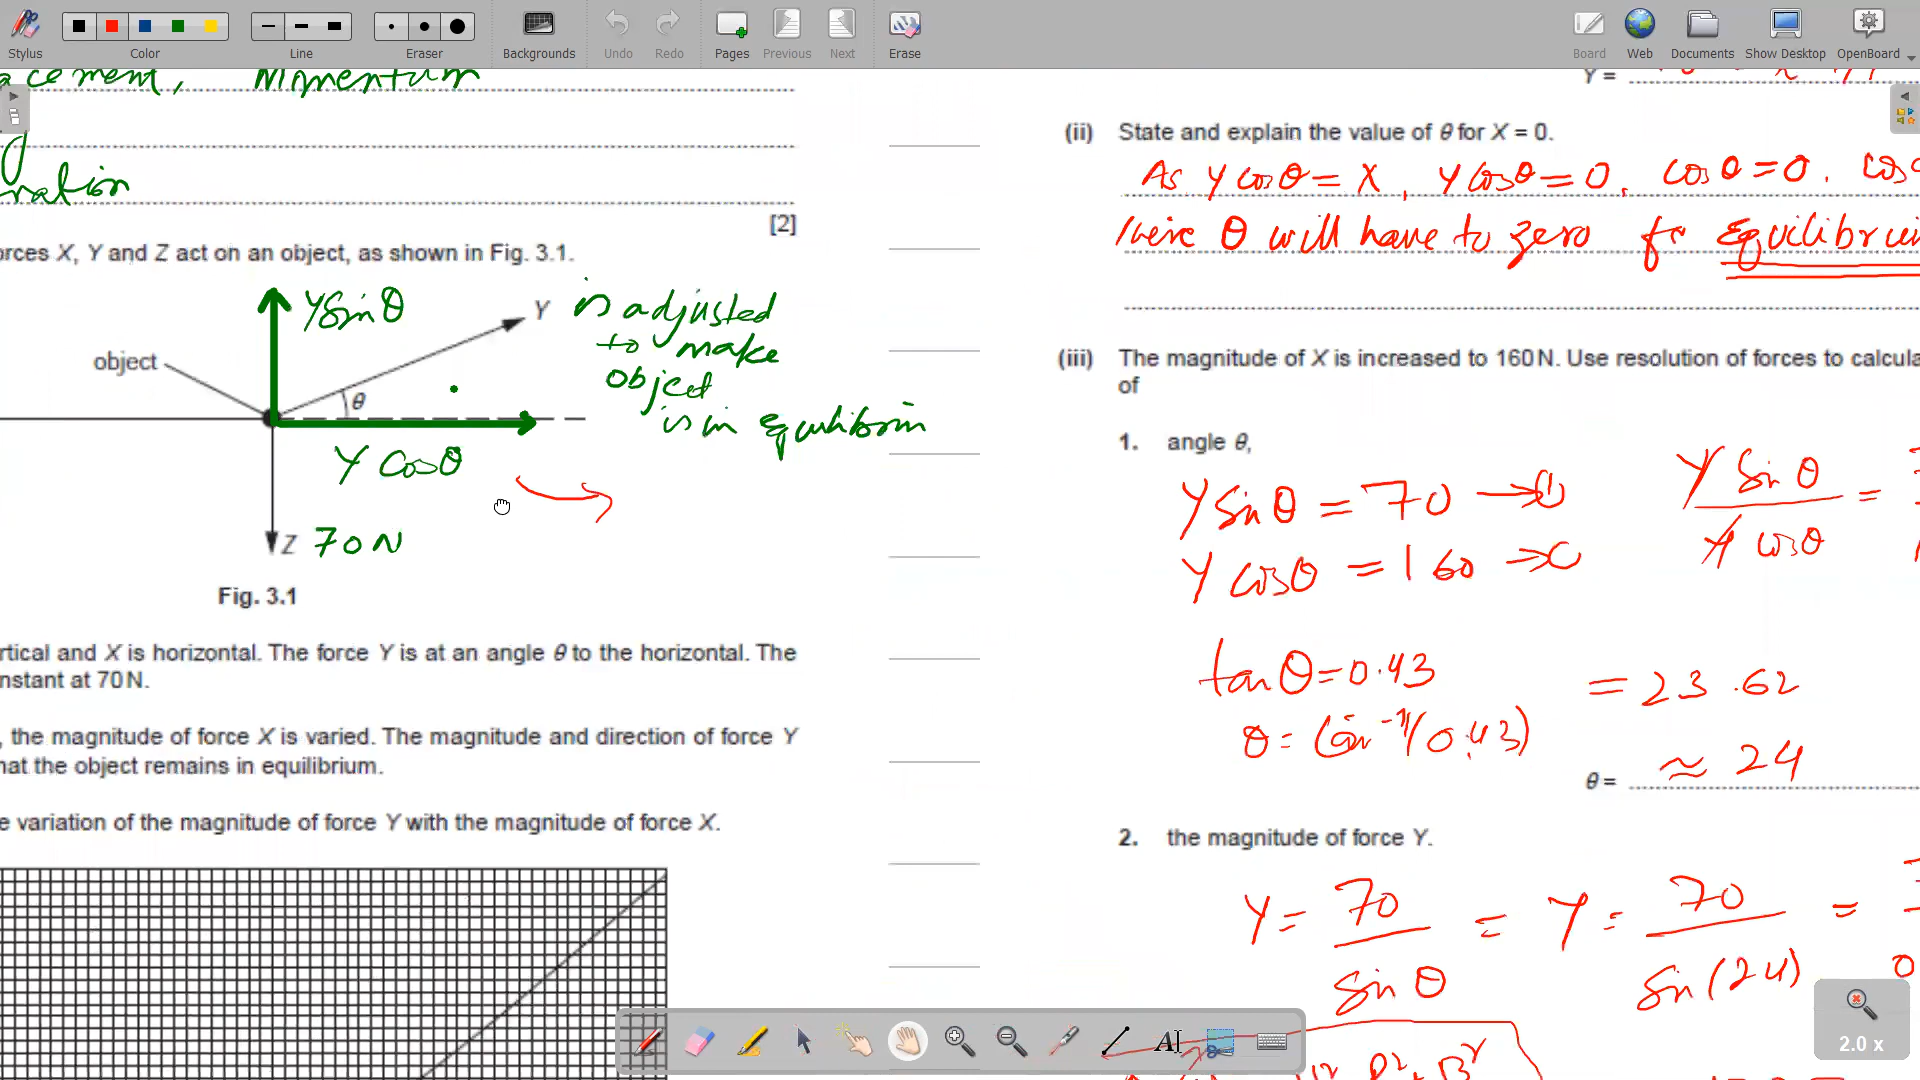 Stylus Color Line Eraser Backgrounds Undo Redo Pages Previous Next Erase Board Web Documents Show Desktop OpenBoard
acement, Momentum
[2]
orces X, Y and Z act on an object, as shown in Fig. 3.1.
Y sin θ
Y
is adjusted
to make
object
is in Equilibrim
object
θ
Y cos θ
Z 70 N
Fig. 3.1
rtical and X is horizontal. The force Y is at an angle θ to the horizontal. The
nstant at 70 N.
, the magnitude of force X is varied. The magnitude and direction of force Y
hat the object remains in equilibrium.
e variation of the magnitude of force Y with the magnitude of force X.
Y =
(ii) State and explain the value of θ for X = 0.
As Y cos θ = X, Y cos θ = 0, cos θ = 0. cos
θ will have to zero for Equilibrium
(iii) The magnitude of X is increased to 160 N. Use resolution of forces to calcula
of
1. angle θ,
Y sin θ = 70
Y cos θ = 160
Y sin θ / Y cos θ =
tan θ = 0.43
= 23.62
θ = tan⁻¹(0.43)
θ = ≈ 24
2. the magnitude of force Y.
Y = 70 / sin θ = Y = 70 / sin(24) =
2.0 x